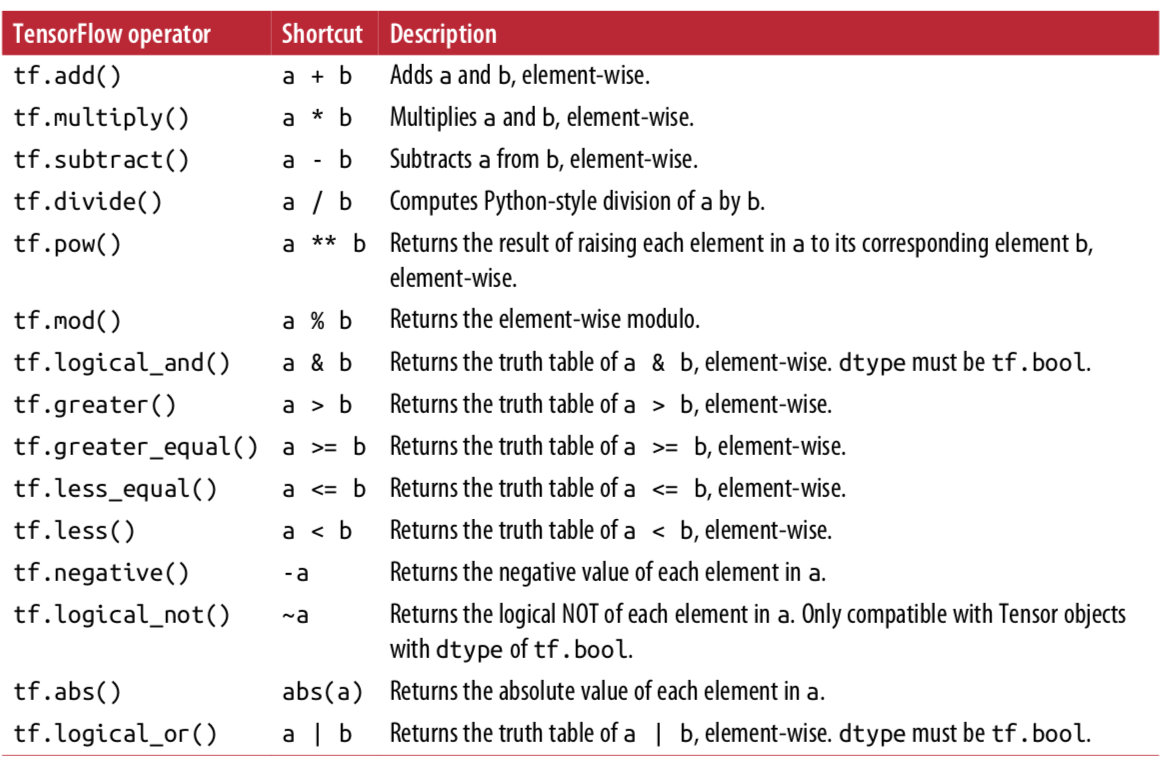 TensorFlow operator Shortcut Description
tf.add() a + b Adds a and b, element-wise.
tf.multiply() a * b Multiplies a and b, element-wise.
tf.subtract() a - b Subtracts a from b, element-wise.
tf.divide() a / b Computes Python-style division of a by b.
tf.pow() a ** b Returns the result of raising each element in a to its corresponding element b,
element-wise.
tf.mod() a % b Returns the element-wise modulo.
tf.logical_and() a & b Returns the truth table of a & b, element-wise. dtype must be tf.bool.
tf.greater() a > b Returns the truth table of a > b, element-wise.
tf.greater_equal() a >= b Returns the truth table of a >= b, element-wise.
tf.less_equal() a <= b Returns the truth table of a <= b, element-wise.
tf.less() a < b Returns the truth table of a < b, element-wise.
tf.negative() -a Returns the negative value of each element in a.
tf.logical_not() ~a Returns the logical NOT of each element in a. Only compatible with Tensor objects
with dtype of tf.bool.
tf.abs() abs(a) Returns the absolute value of each element in a.
tf.logical_or() a | b Returns the truth table of a | b, element-wise. dtype must be tf.bool.